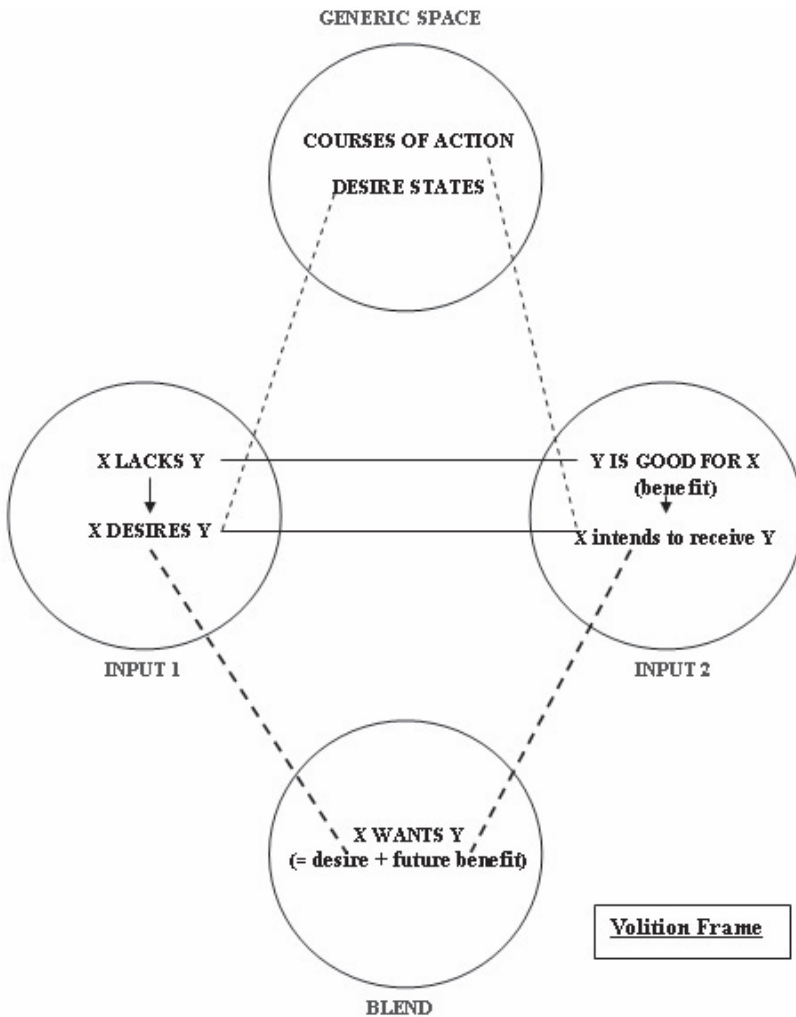 GENERIC SPACE
COURSES OF ACTION
DESIRE STATES
X LACKS Y
X DESIRES Y
INPUT 1
Y IS GOOD FOR X
(benefit)
X intends to receive Y
INPUT 2
X WANTS Y
(= desire + future benefit)
BLEND
Volition Frame